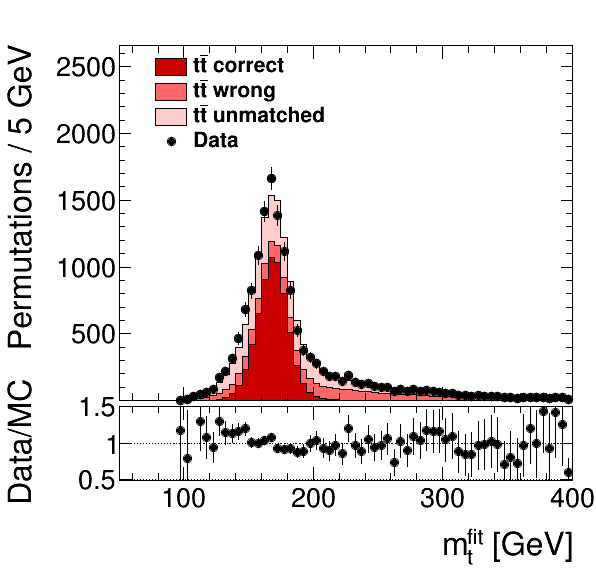 Permutations / 5 GeV
2500
2000
1500
1000
500
tt̄ correct
tt̄ wrong
tt̄ unmatched
Data
Data/MC
1.5
1
0.5
100
200
300
400
m_t^fit [GeV]